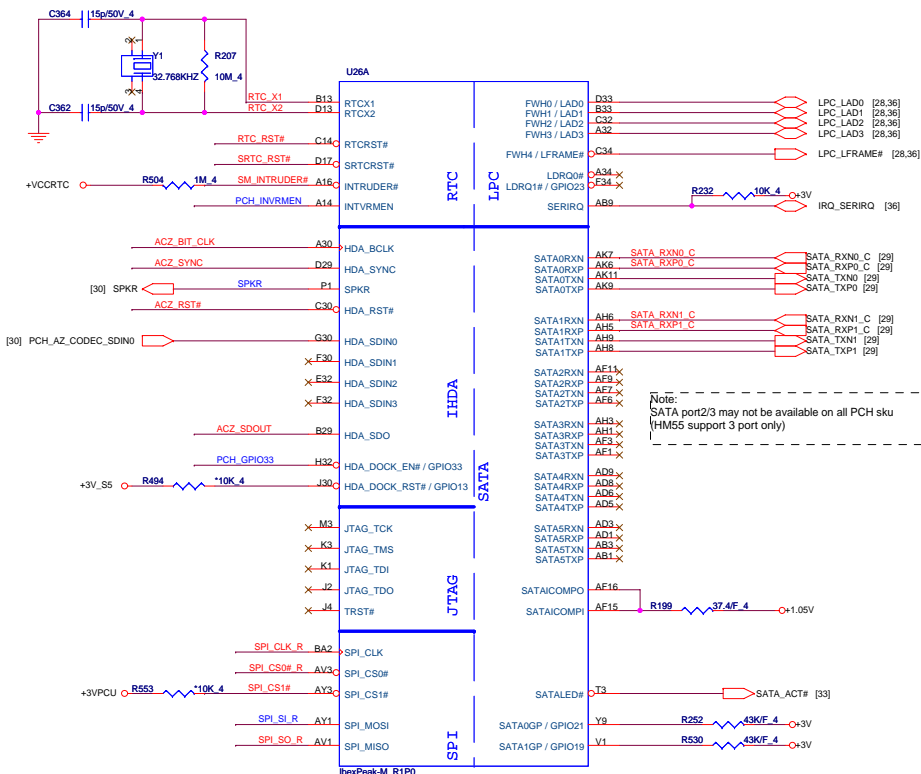 C364
15p/50V_4
2
1
Y1
R207
32.768KHZ
10M_4
3
4
C362
15p/50V_4
U26A
RTC_X1
B13
RTCX1
RTC_X2
D13
RTCX2
RTC_RST#
C14
RTCRST#
SRTC_RST#
D17
SRTCRST#
+VCCRTC
R504
1M_4
SM_INTRUDER#
A16
INTRUDER#
PCH_INVRMEN
A14
INTVRMEN
RTC
LPC
FWH0 / LAD0
D33
LPC_LAD0 [28,36]
FWH1 / LAD1
B33
LPC_LAD1 [28,36]
FWH2 / LAD2
C32
LPC_LAD2 [28,36]
FWH3 / LAD3
A32
LPC_LAD3 [28,36]
FWH4 / LFRAME#
C34
LPC_LFRAME# [28,36]
LDRQ0#
A34
LDRQ1# / GPIO23
F34
R232
10K_4
+3V
SERIRQ
AB9
IRQ_SERIRQ [36]
ACZ_BIT_CLK
A30
HDA_BCLK
ACZ_SYNC
D29
HDA_SYNC
[30] SPKR
SPKR
P1
SPKR
ACZ_RST#
C30
HDA_RST#
[30] PCH_AZ_CODEC_SDIN0
G30
HDA_SDIN0
F30
HDA_SDIN1
E32
HDA_SDIN2
F32
HDA_SDIN3
ACZ_SDOUT
B29
HDA_SDO
PCH_GPIO33
H32
HDA_DOCK_EN# / GPIO33
+3V_S5
R494
*10K_4
J30
HDA_DOCK_RST# / GPIO13
IHDA
SATA
SATA0RXN
AK7
SATA_RXN0_C
SATA_RXN0_C [29]
SATA0RXP
AK6
SATA_RXP0_C
SATA_RXP0_C [29]
SATA0TXN
AK11
SATA_TXN0 [29]
SATA0TXP
AK9
SATA_TXP0 [29]
SATA1RXN
AH6
SATA_RXN1_C
SATA_RXN1_C [29]
SATA1RXP
AH5
SATA_RXP1_C
SATA_RXP1_C [29]
SATA1TXN
AH9
SATA_TXN1 [29]
SATA1TXP
AH8
SATA_TXP1 [29]
SATA2RXN
AF11
SATA2RXP
AF9
SATA2TXN
AF7
SATA2TXP
AF6
SATA3RXN
AH3
SATA3RXP
AH1
SATA3TXN
AF3
SATA3TXP
AF1
Note:
SATA port2/3 may not be available on all PCH sku
(HM55 support 3 port only)
SATA4RXN
AD9
SATA4RXP
AD8
SATA4TXN
AD6
SATA4TXP
AD5
SATA5RXN
AD3
SATA5RXP
AD1
SATA5TXN
AB3
SATA5TXP
AB1
M3
JTAG_TCK
K3
JTAG_TMS
K1
JTAG_TDI
J2
JTAG_TDO
J4
TRST#
JTAG
SATAICOMPO
AF16
SATAICOMPI
AF15
R199
37.4/F_4
+1.05V
SPI_CLK_R
BA2
SPI_CLK
SPI_CS0#_R
AV3
SPI_CS0#
+3VPCU
R553
*10K_4
SPI_CS1#
AY3
SPI_CS1#
SPI_SI_R
AY1
SPI_MOSI
SPI_SO_R
AV1
SPI_MISO
SPI
SATALED#
T3
SATA_ACT# [33]
SATA0GP / GPIO21
Y9
R252
43K/F_4
+3V
SATA1GP / GPIO19
V1
R530
43K/F_4
+3V
IbexPeak-M_R1P0